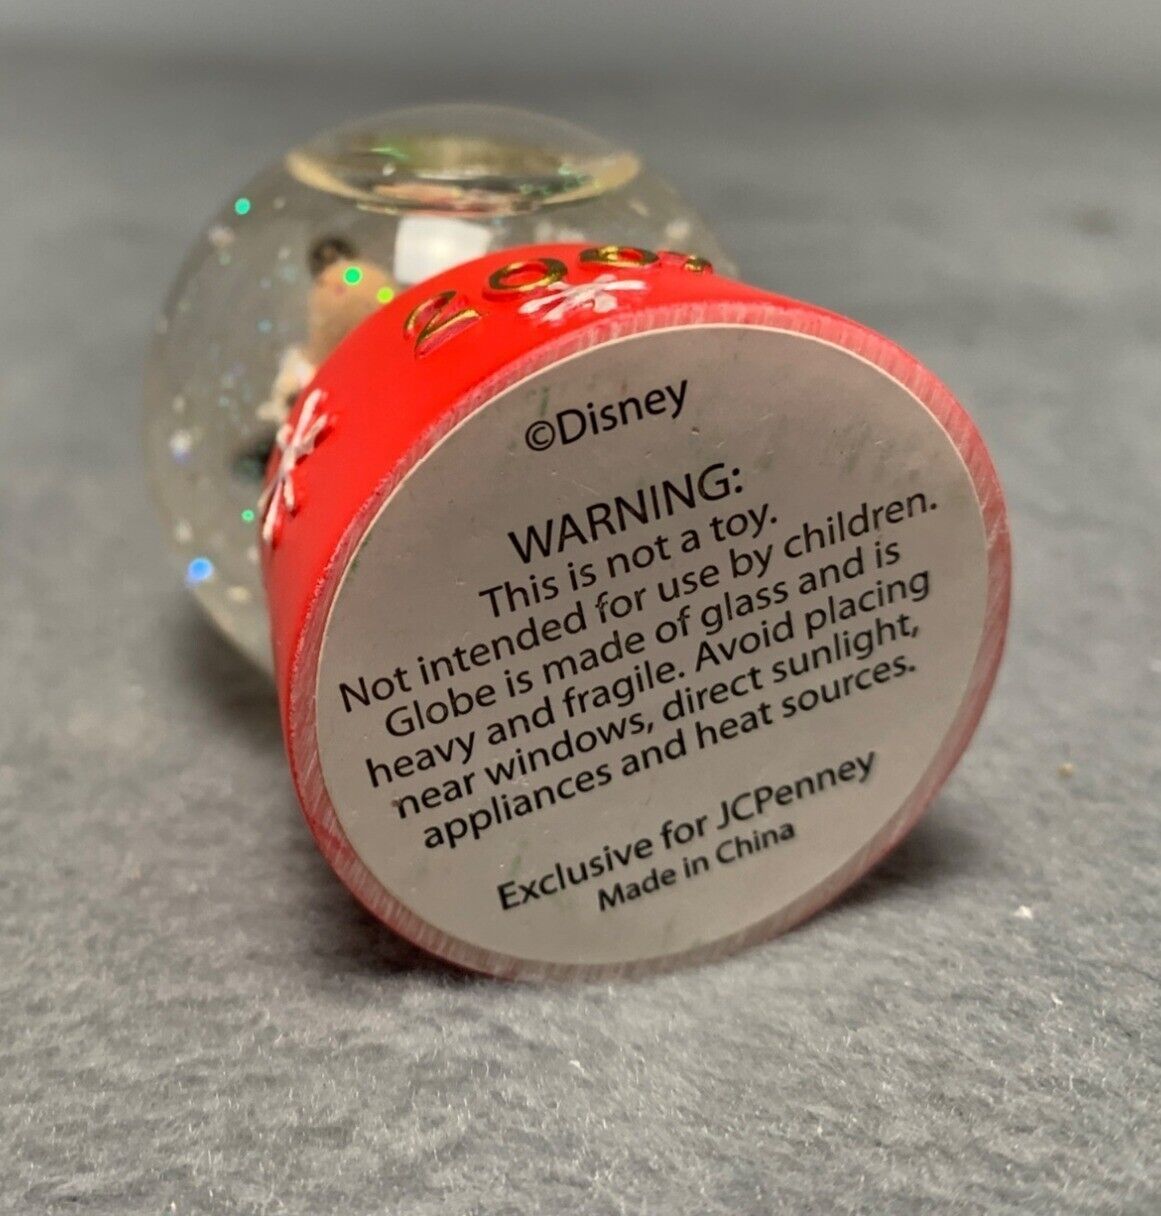 ©Disney
WARNING:
This is not a toy.
Not intended for use by children.
Globe is made of glass and is
heavy and fragile. Avoid placing
near windows, direct sunlight,
appliances and heat sources.
Exclusive for JCPenney
Made in China